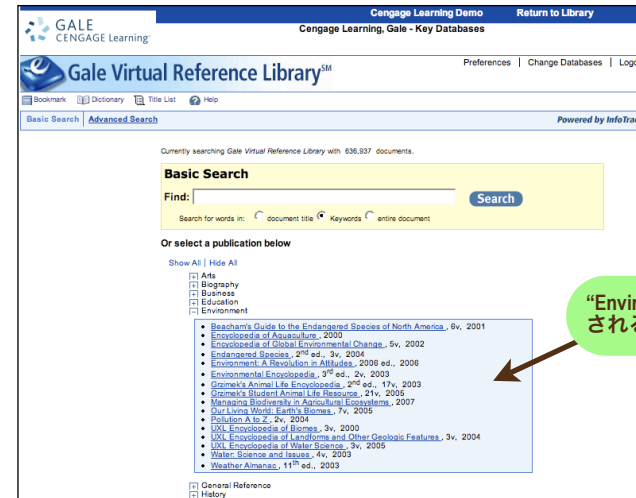 Cengage Learning Demo Return to Library
GALE
CENGAGE Learning
Cengage Learning, Gale - Key Databases
Gale Virtual Reference Library SM
Preferences | Change Databases |
Bookmark Dictionary Title List Help
Basic Search | Advanced Search
Powered by
Currently searching Gale Virtual Reference Library with 636,937 documents.
Basic Search
Find:
Search
Search for words in: document title Keywords entire document
Or select a publication below
Show All | Hide All
Arts
Biography
Business
Education
Environment
Beacham's Guide to the Endangered Species of North America , 6v, 2001
Encyclopedia of Aquaculture , 2000
Encyclopedia of Global Environmental Change , 5v, 2002
Endangered Species , 2nd ed., 3v, 2004
Environment: A Revolution in Attitudes , 2006 ed., 2006
Environmental Encyclopedia , 3rd ed., 2v, 2003
Grzimek's Animal Life Encyclopedia , 2nd ed., 17v, 2003
Grzimek's Student Animal Life Resource , 21v, 2005
Managing Biodiversity in Agricultural Ecosystems , 2007
Our Living World: Earth's Biomes , 7v, 2005
Pollution A to Z , 2v, 2004
UXL Encyclopedia of Biomes , 3v, 2000
UXL Encyclopedia of Landforms and Other Geologic Features , 3v, 2004
UXL Encyclopedia of Water Science , 3v, 2005
Water: Science and Issues , 4v, 2003
Weather Almanac , 11th ed., 2003
General Reference
History
される